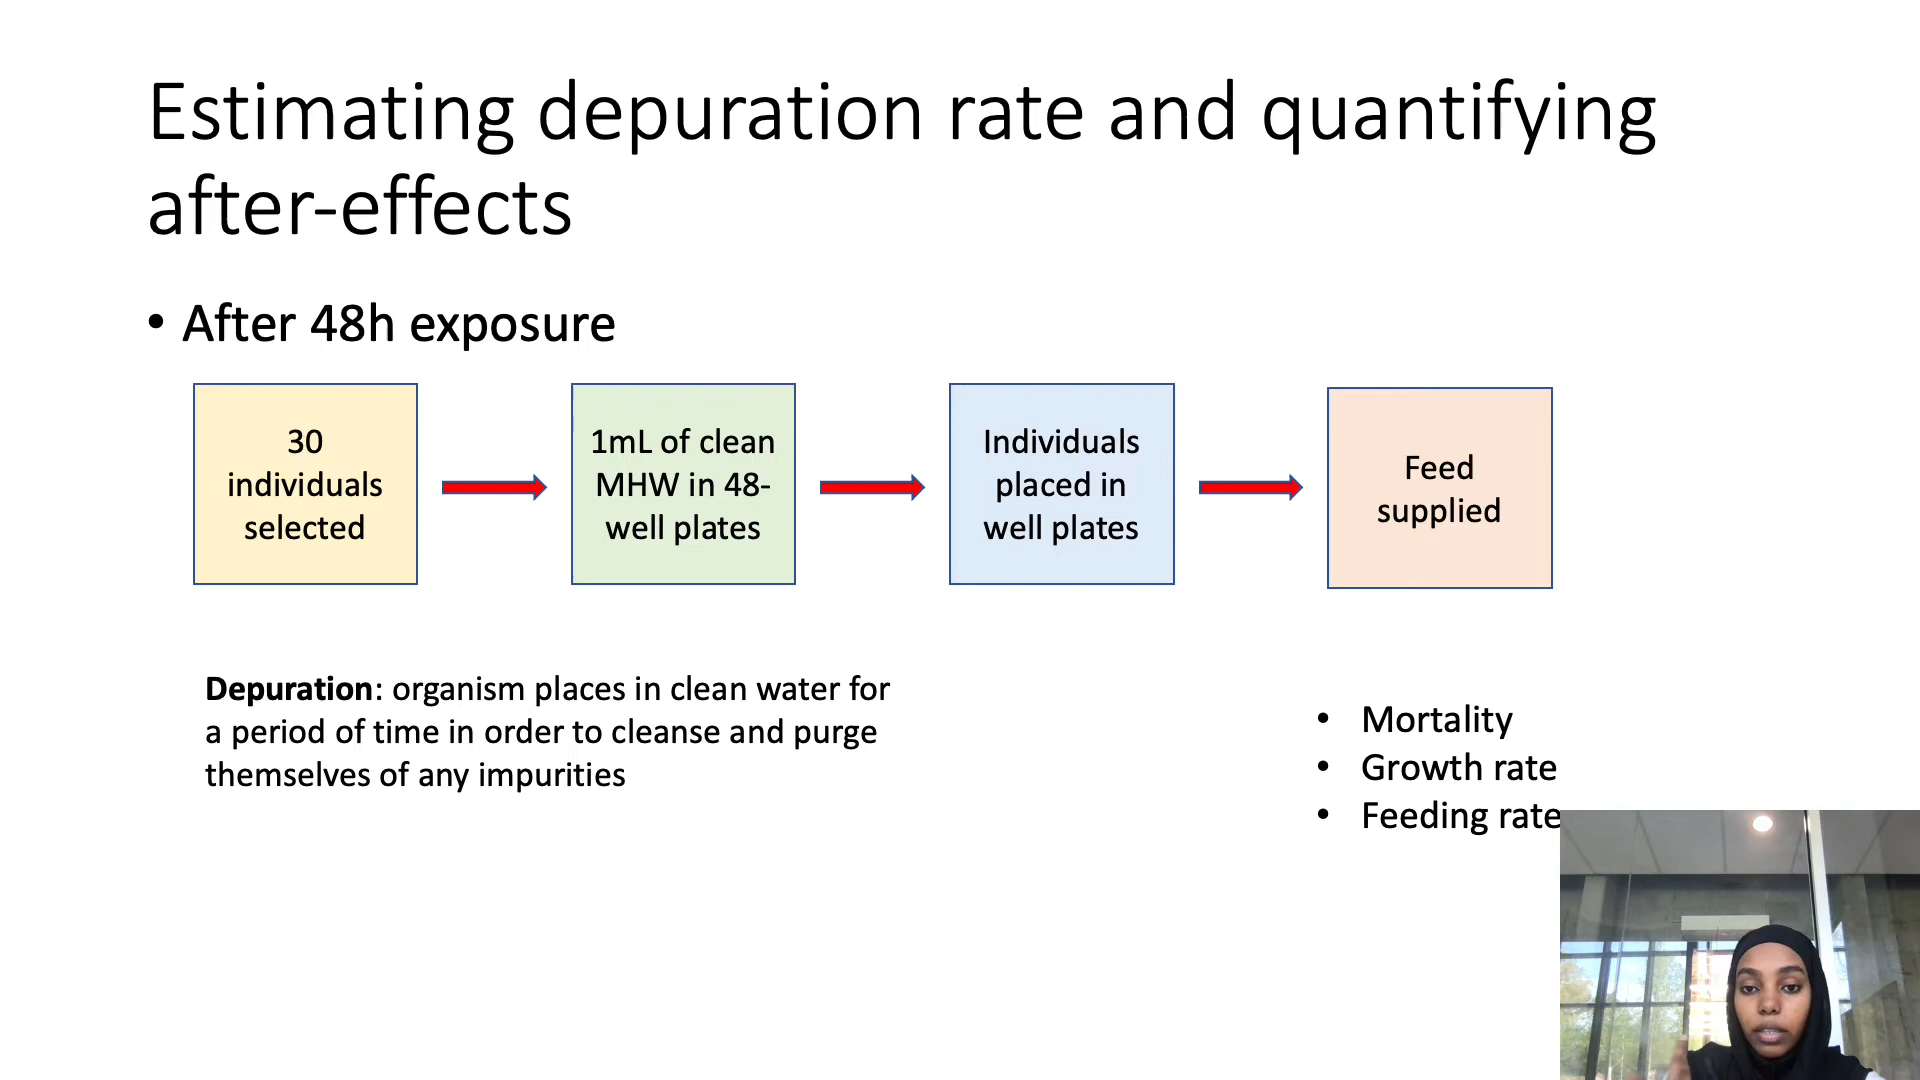 Estimating depuration rate and quantifying
after-effects
• After 48h exposure
30
individuals
selected
1mL of clean
MHW in 48-
well plates
Individuals
placed in
well plates
Feed
supplied
Depuration: organism places in clean water for
a period of time in order to cleanse and purge
themselves of any impurities
• Mortality
• Growth rate
• Feeding rate